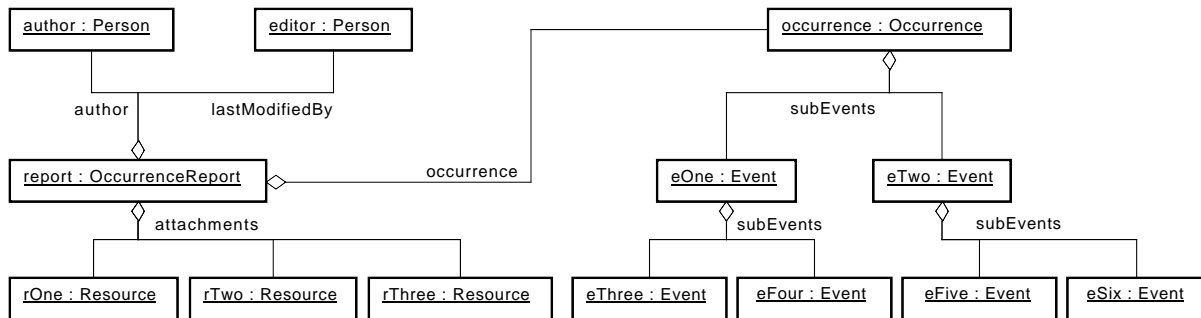 author : Person
editor : Person
occurrence : Occurrence
author
lastModifiedBy
subEvents
report : OccurrenceReport
occurrence
eOne : Event
eTwo : Event
attachments
subEvents
subEvents
rOne : Resource
rTwo : Resource
rThree : Resource
eThree : Event
eFour : Event
eFive : Event
eSix : Event